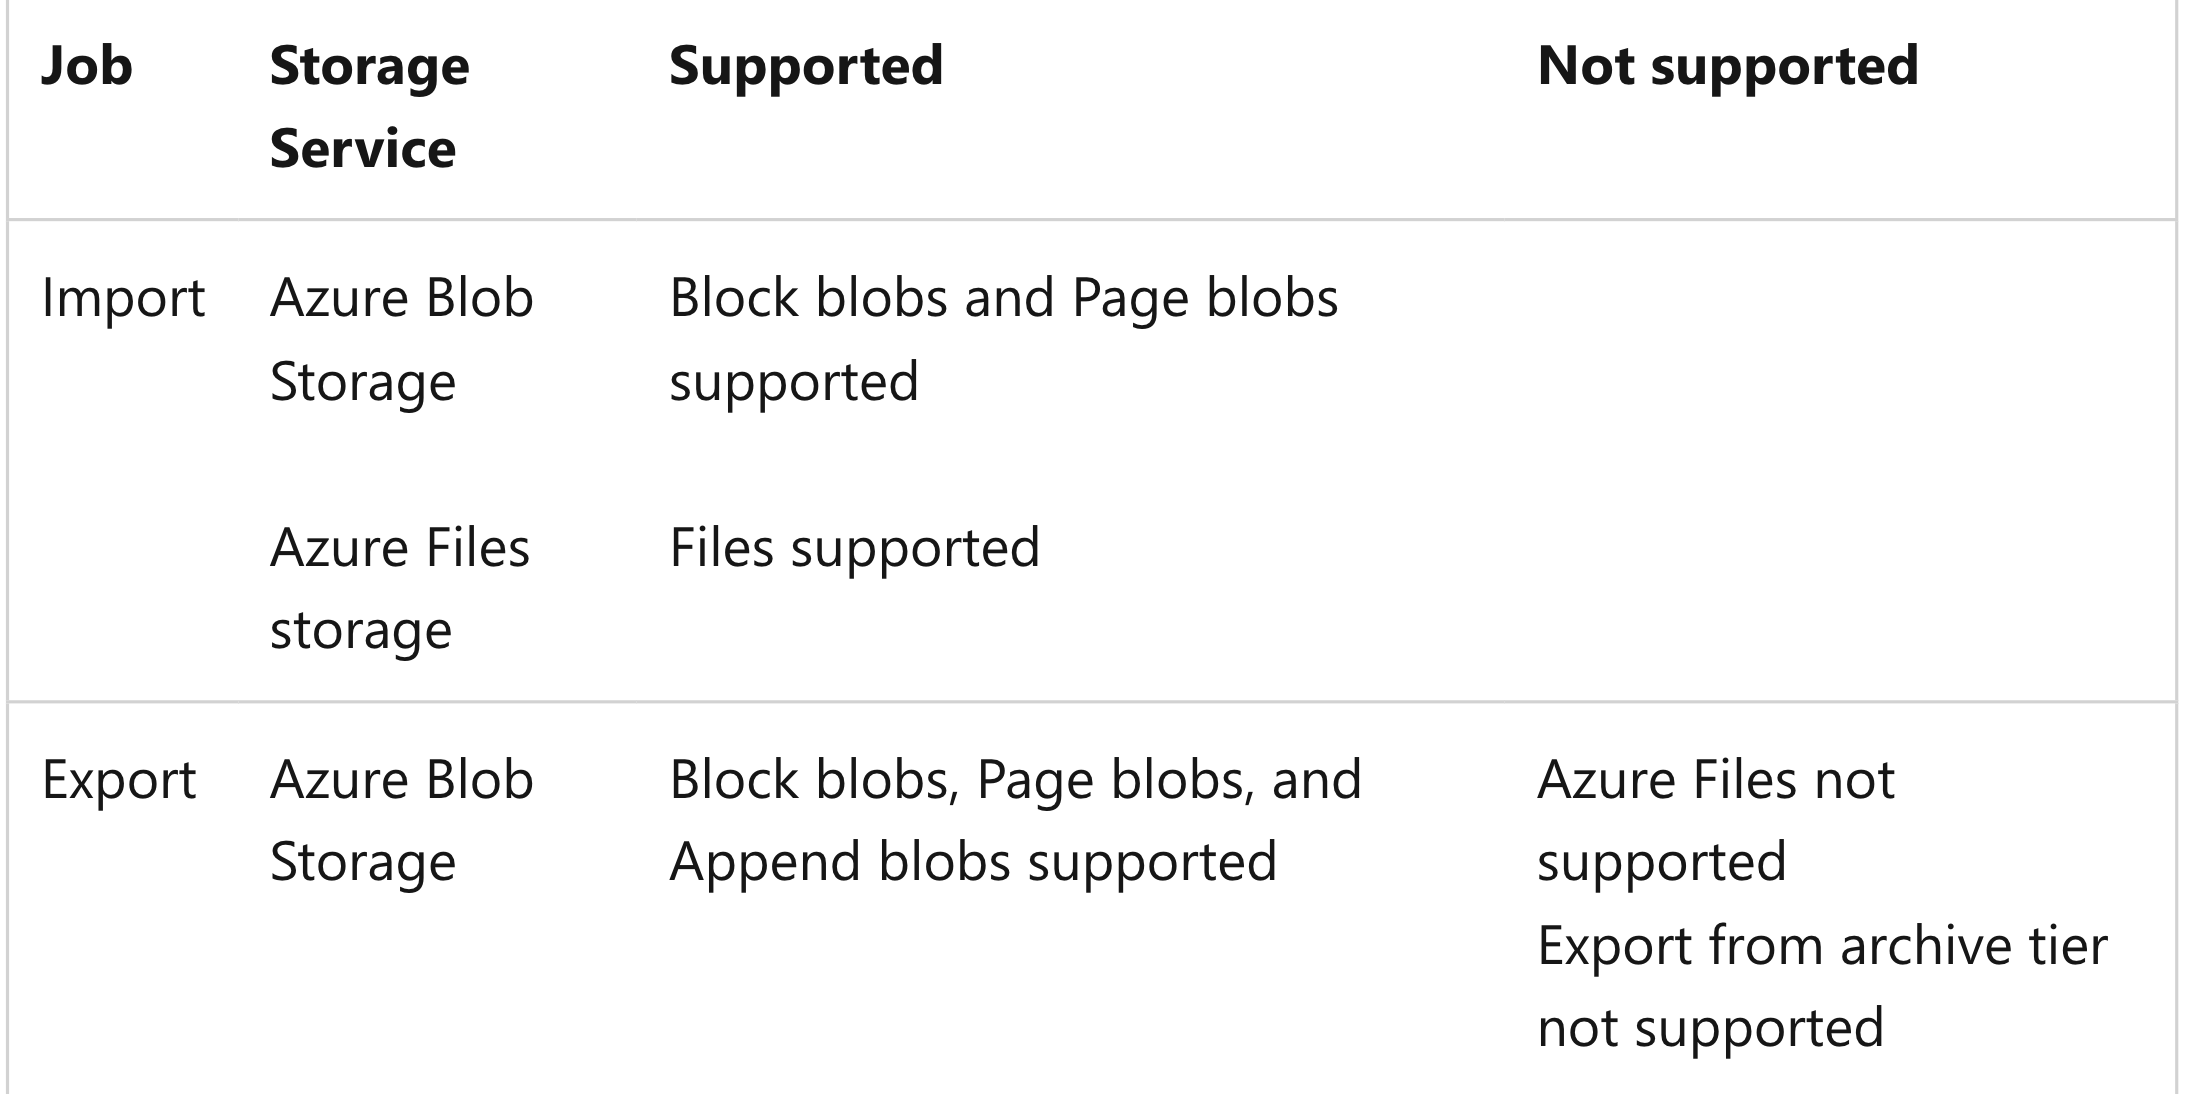 Job
Storage
Service
Supported
Not supported
Import
Azure Blob
Storage
Block blobs and Page blobs
supported
Azure Files
storage
Files supported
Export
Azure Blob
Storage
Block blobs, Page blobs, and
Append blobs supported
Azure Files not
supported
Export from archive tier
not supported